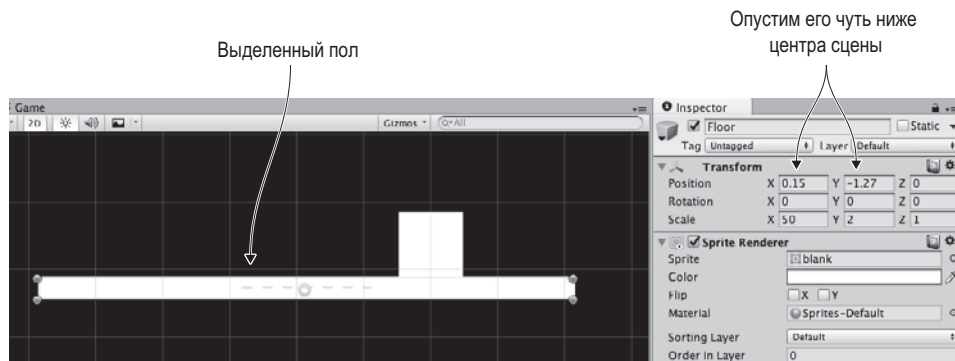 Опустим его чуть ниже
центра сцены
Выделенный пол
Game
2D
Gizmos
Q▾All
Inspector
Floor
Static
Tag Untagged Layer Default
Transform
Position X 0.15 Y -1.27 Z 0
Rotation X 0 Y 0 Z 0
Scale X 50 Y 2 Z 1
Sprite Renderer
Sprite blank
Color
Flip X Y
Material Sprites-Default
Sorting Layer Default
Order in Layer 0